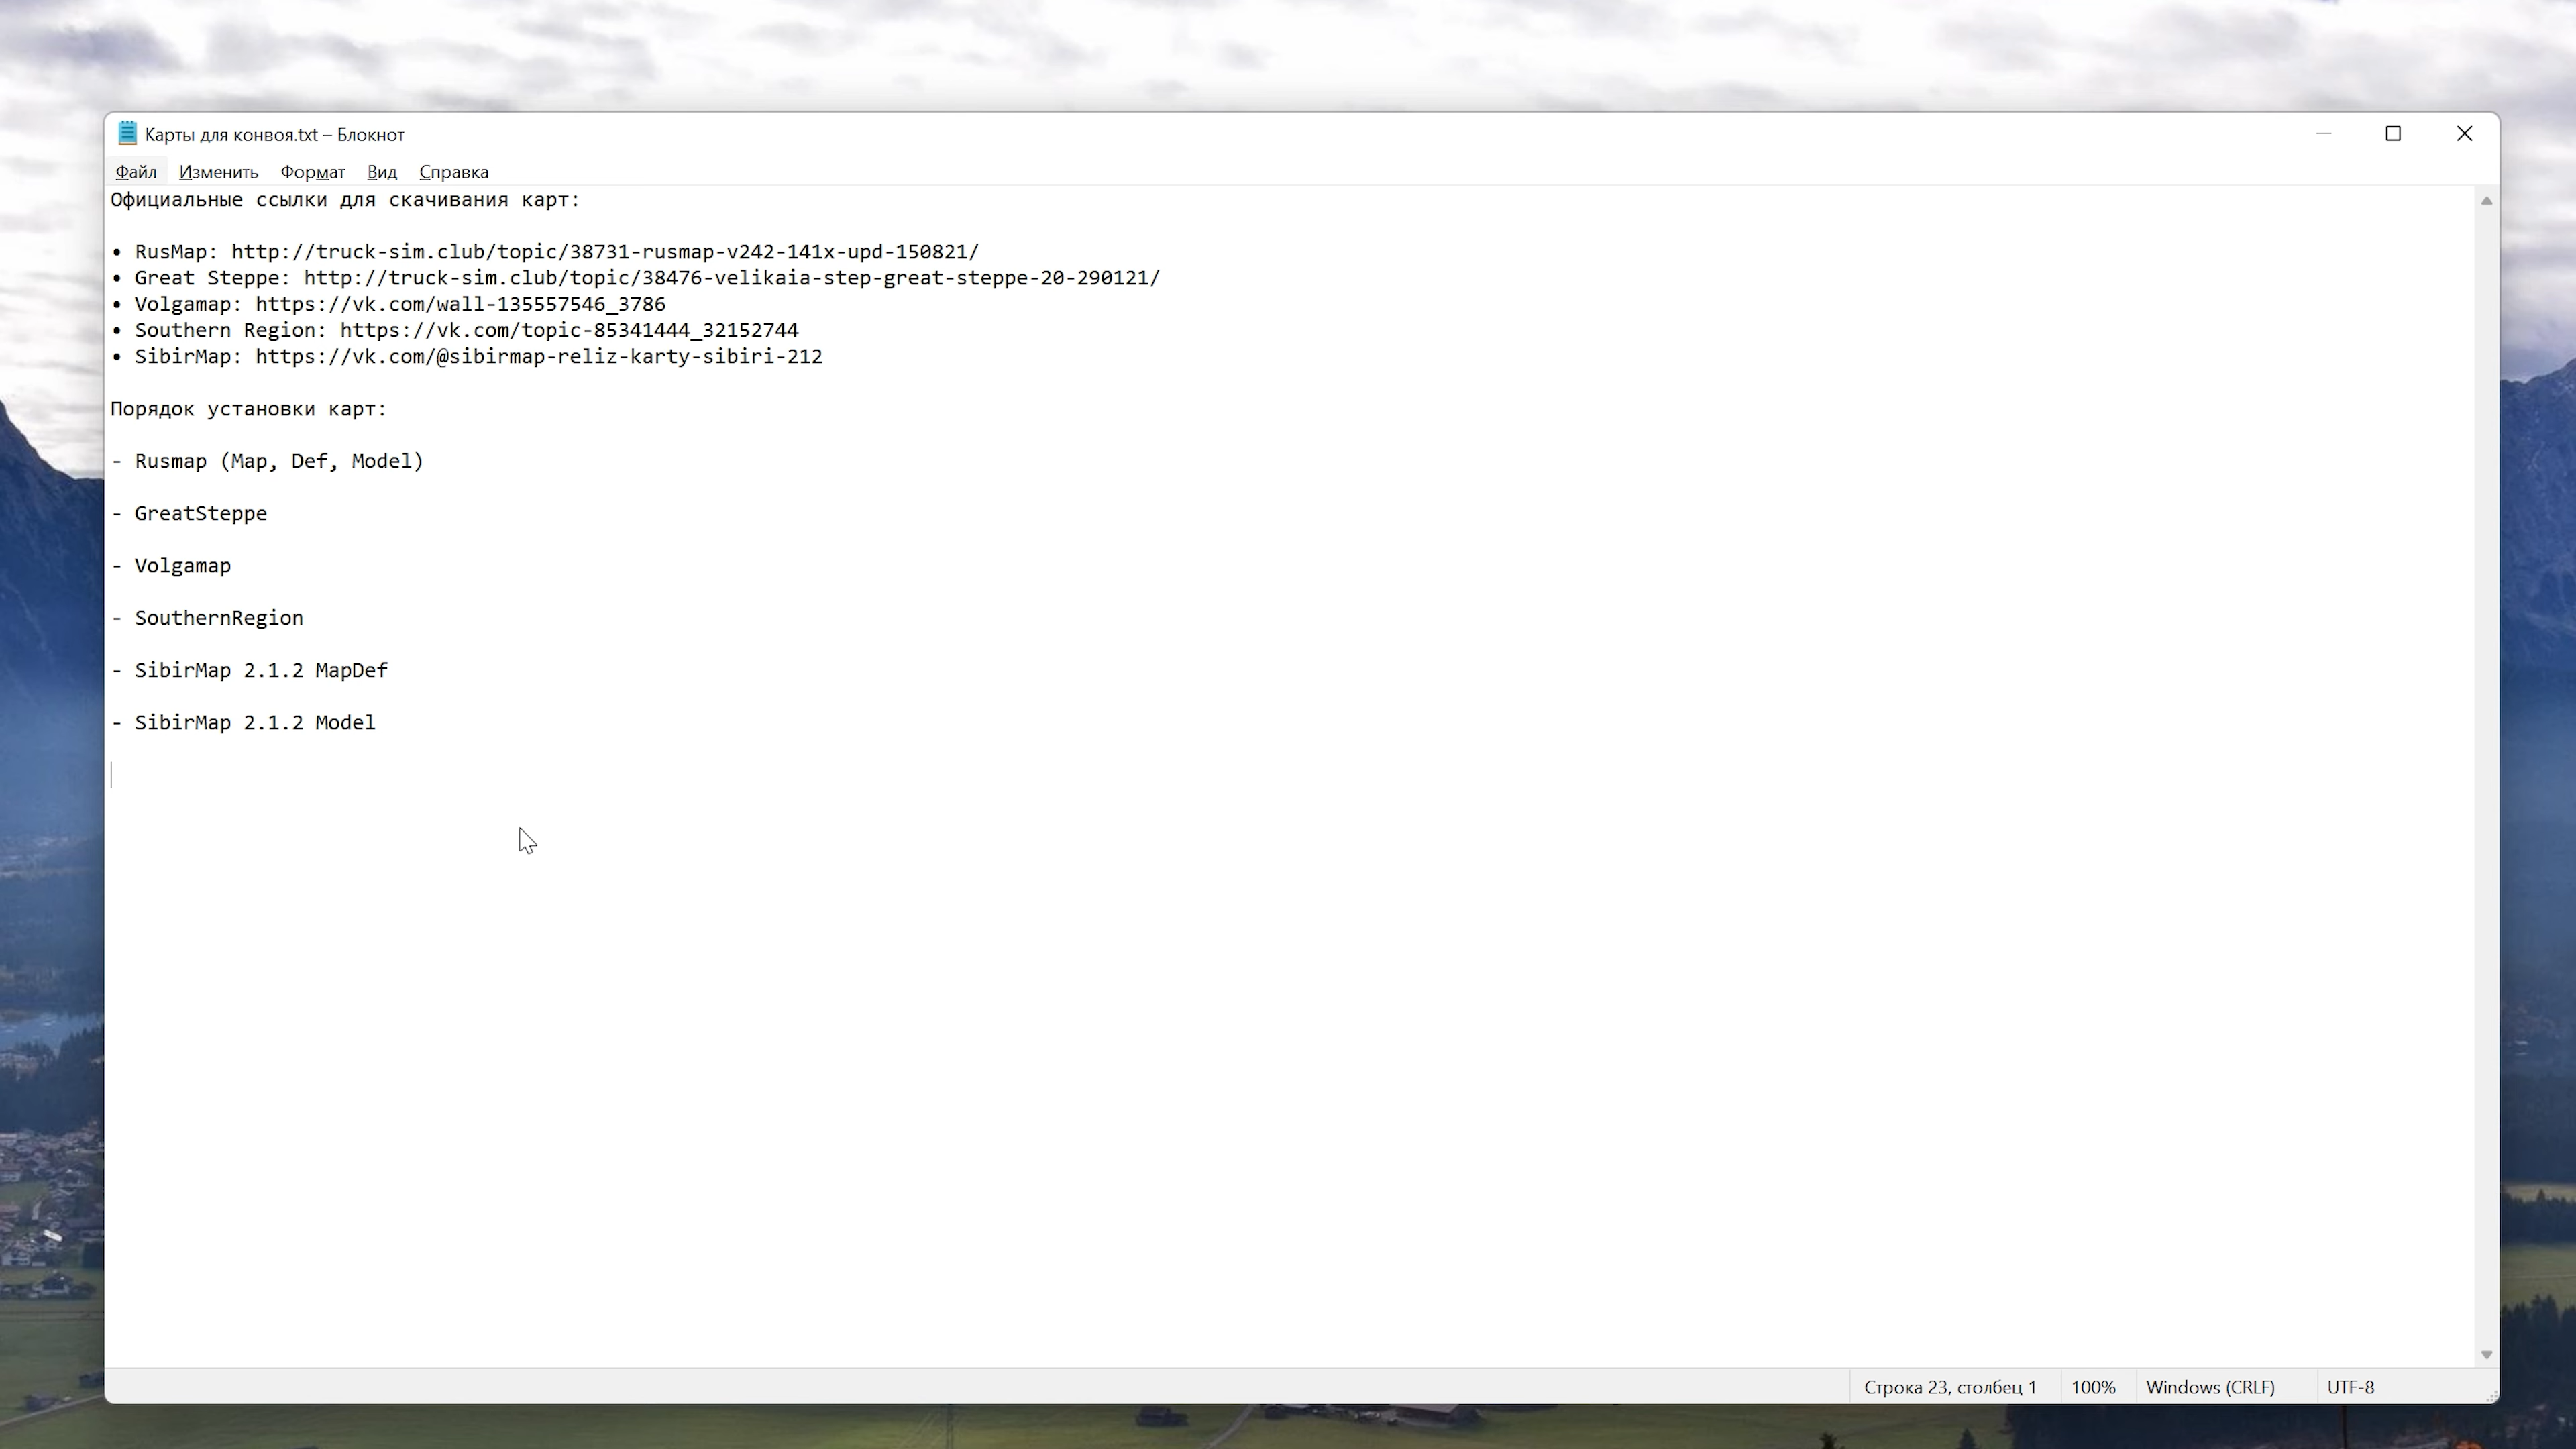 Карты для конвоя.txt – Блокнот
Файл Изменить Формат Вид Справка
Официальные ссылки для скачивания карт:
• RusMap: http://truck-sim.club/topic/38731-rusmap-v242-141x-upd-150821/
• Great Steppe: http://truck-sim.club/topic/38476-velikaia-step-great-steppe-20-290121/
• Volgamap: https://vk.com/wall-135557546_3786
• Southern Region: https://vk.com/topic-85341444_32152744
• SibirMap: https://vk.com/@sibirmap-reliz-karty-sibiri-212
Порядок установки карт:
- Rusmap (Map, Def, Model)
- GreatSteppe
- Volgamap
- SouthernRegion
- SibirMap 2.1.2 MapDef
- SibirMap 2.1.2 Model
Строка 23, столбец 1 100% Windows (CRLF) UTF-8